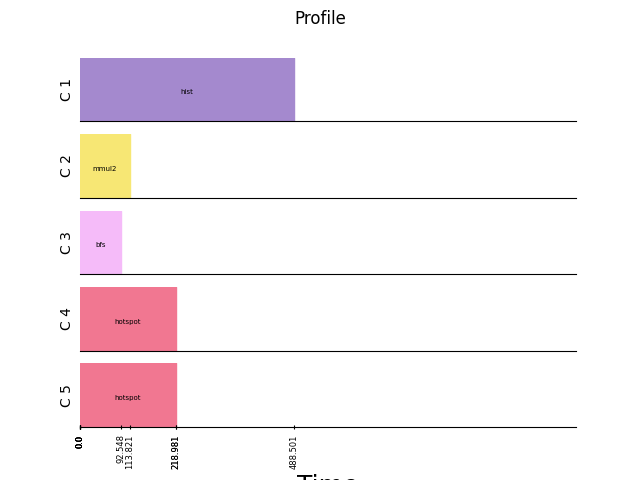 Profile
C 1
hist
C 2
mmul2
C 3
bfs
C 4
hotspot
C 5
hotspot
0.0
92.548
113.821
218.981
488.501
Time